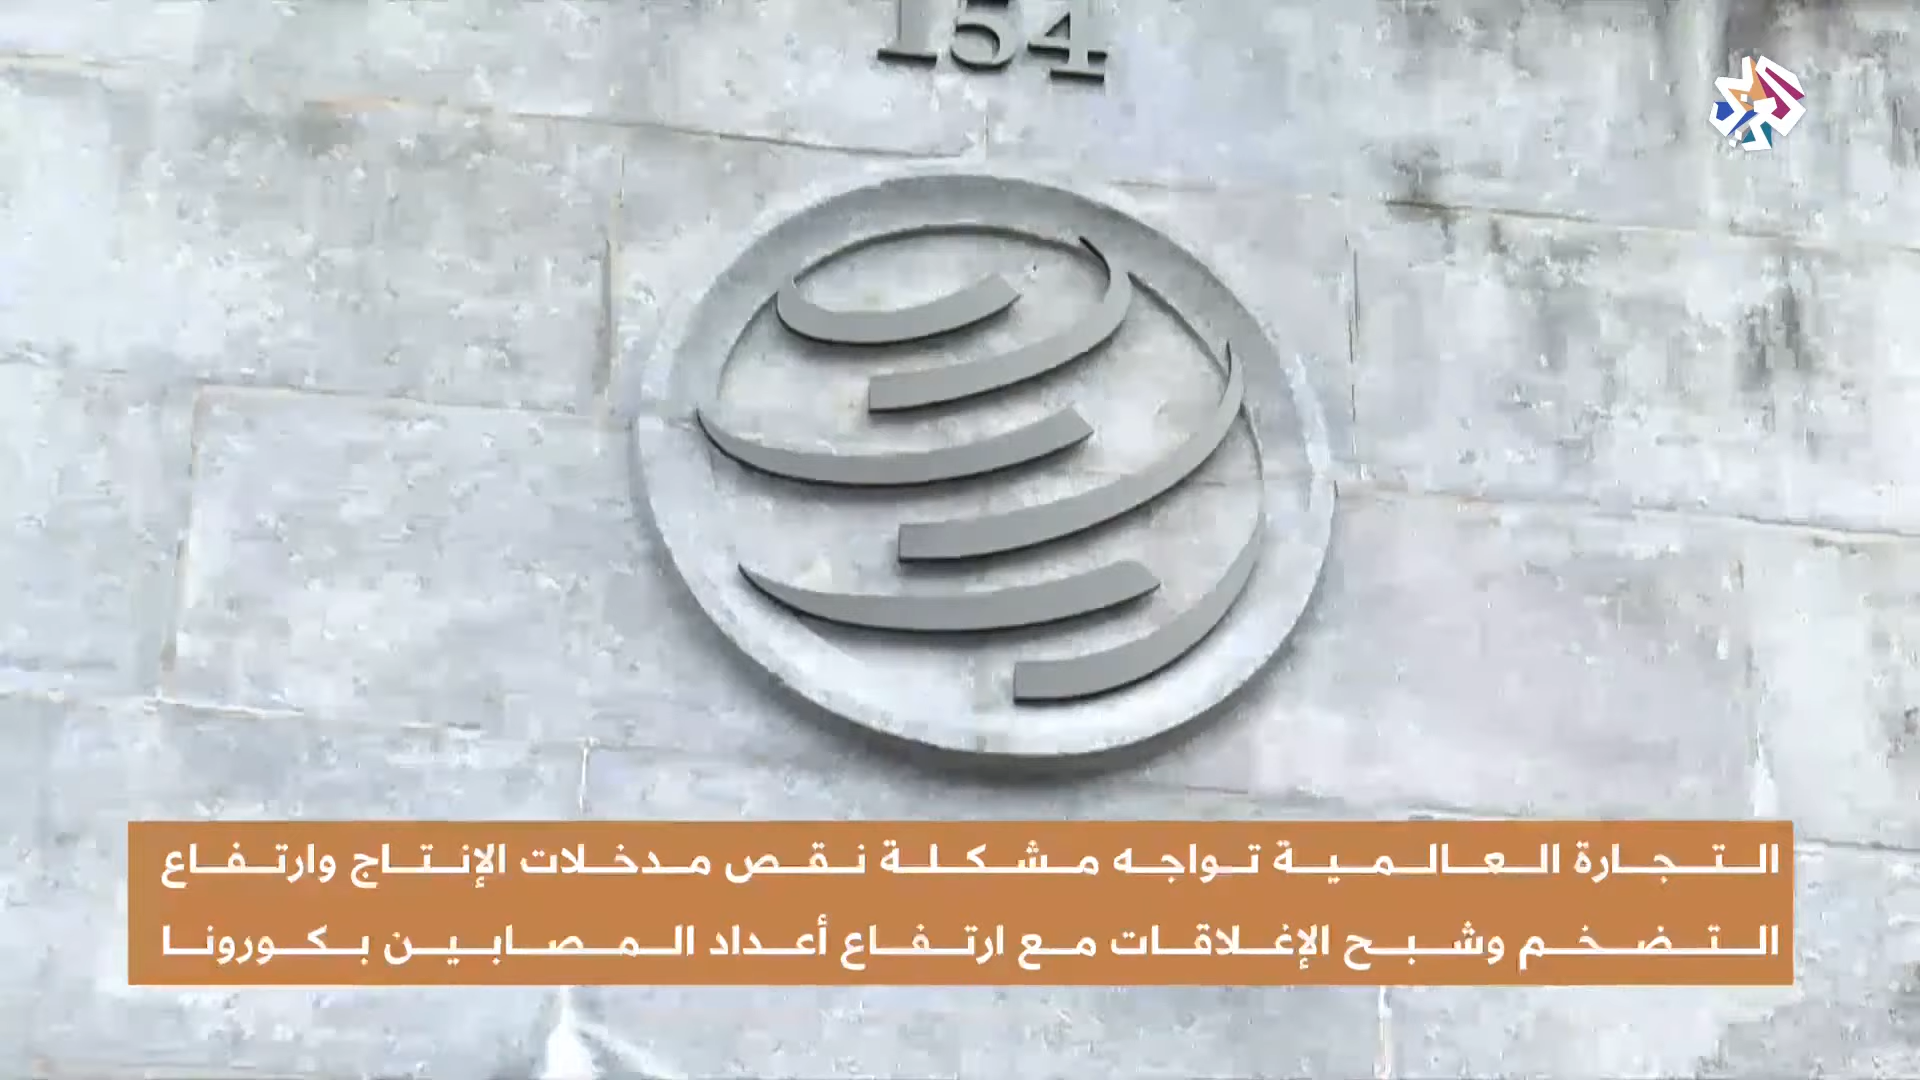 154
التجارة العالمية تواجه مشكلة نقص مدخلات الإنتاج وارتفاع
التضخم وشبح الإغلاقات مع ارتفاع أعداد المصابين بكورونا